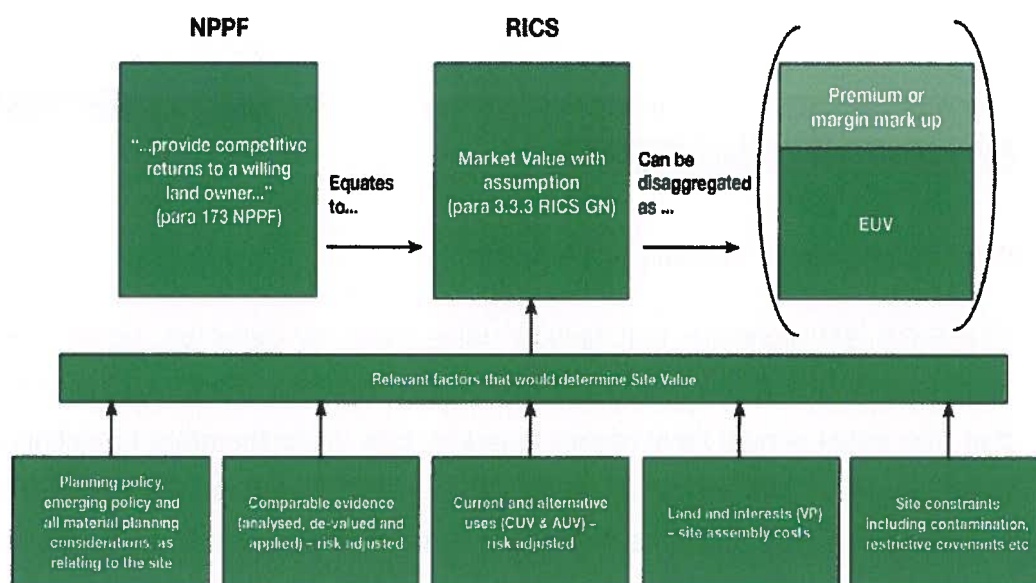 NPPF
RICS
"...provide competitive
returns to a willing
land owner..."
(para 173 NPPF)
Equates
to...
Market Value with
assumption
(para 3.3.3 RICS GN)
Can be
disaggregated
as ...
Premium or
margin mark up
EUV
Relevant factors that would determine Site Value
Planning policy,
emerging policy and
all material planning
considerations, as
relating to the site
Comparable evidence
(analysed, de-valued and
applied) – risk adjusted
Current and alternative
uses (CUV & AUV) –
risk adjusted
Land and interests (VP)
– site assembly costs
Site constraints
including contamination,
restrictive covenants etc